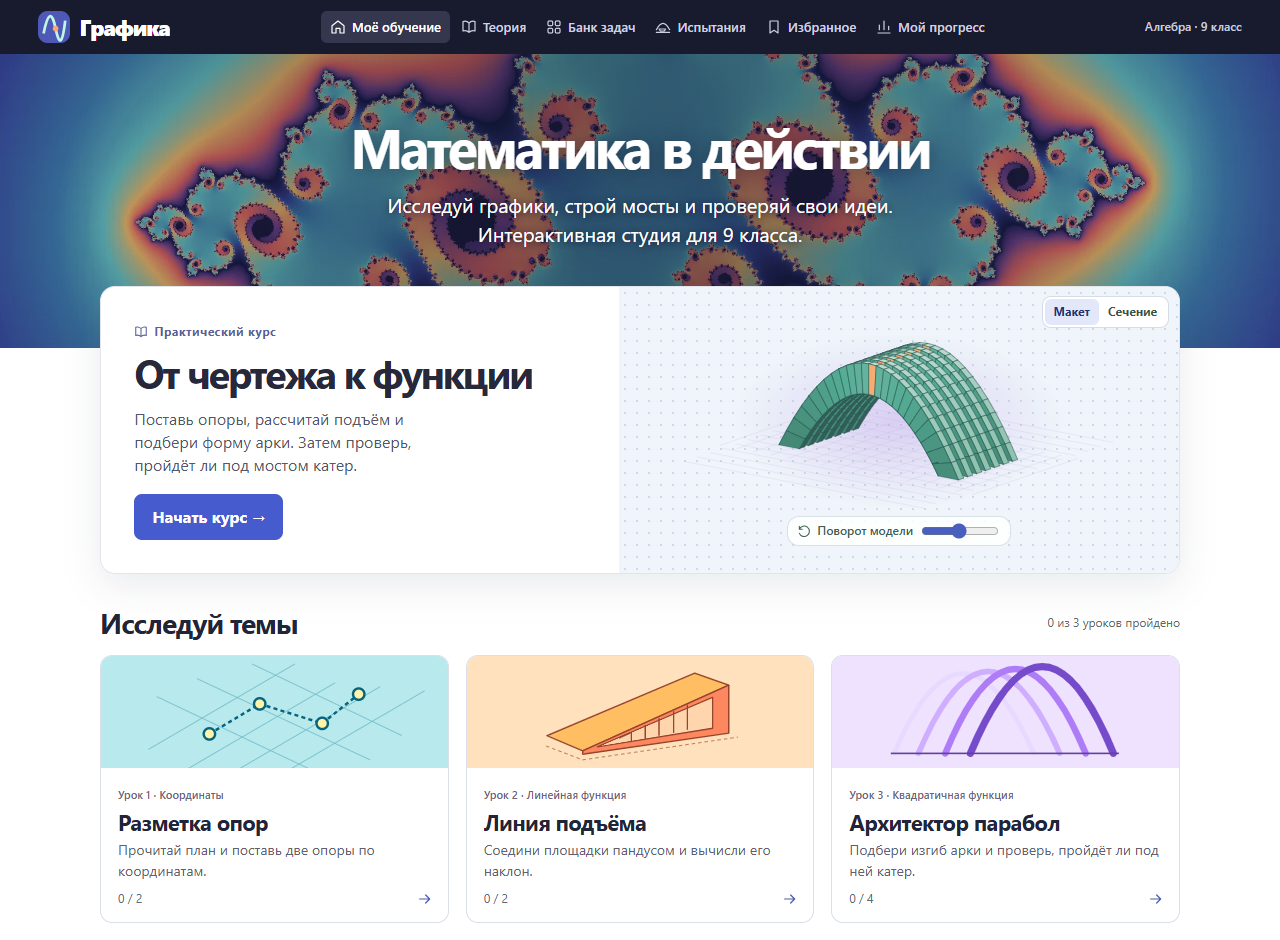 Графика
Моё обучение
Теория
Банк задач
Испытания
Избранное
Мой прогресс
Алгебра · 9 класс
Математика в действии
Исследуй графики, строй мосты и проверяй свои идеи.
Интерактивная студия для 9 класса.
Практический курс
От чертежа к функции
Поставь опоры, рассчитай подъём и
подбери форму арки. Затем проверь,
пройдёт ли под мостом катер.
Начать курс →
Макет
Сечение
Поворот модели
Исследуй темы
0 из 3 уроков пройдено
Урок 1 · Координаты
Разметка опор
Прочитай план и поставь две опоры по
координатам.
0 / 2
Урок 2 · Линейная функция
Линия подъёма
Соедини площадки пандусом и вычисли его
наклон.
0 / 2
Урок 3 · Квадратичная функция
Архитектор парабол
Подбери изгиб арки и проверь, пройдёт ли под
ней катер.
0 / 4